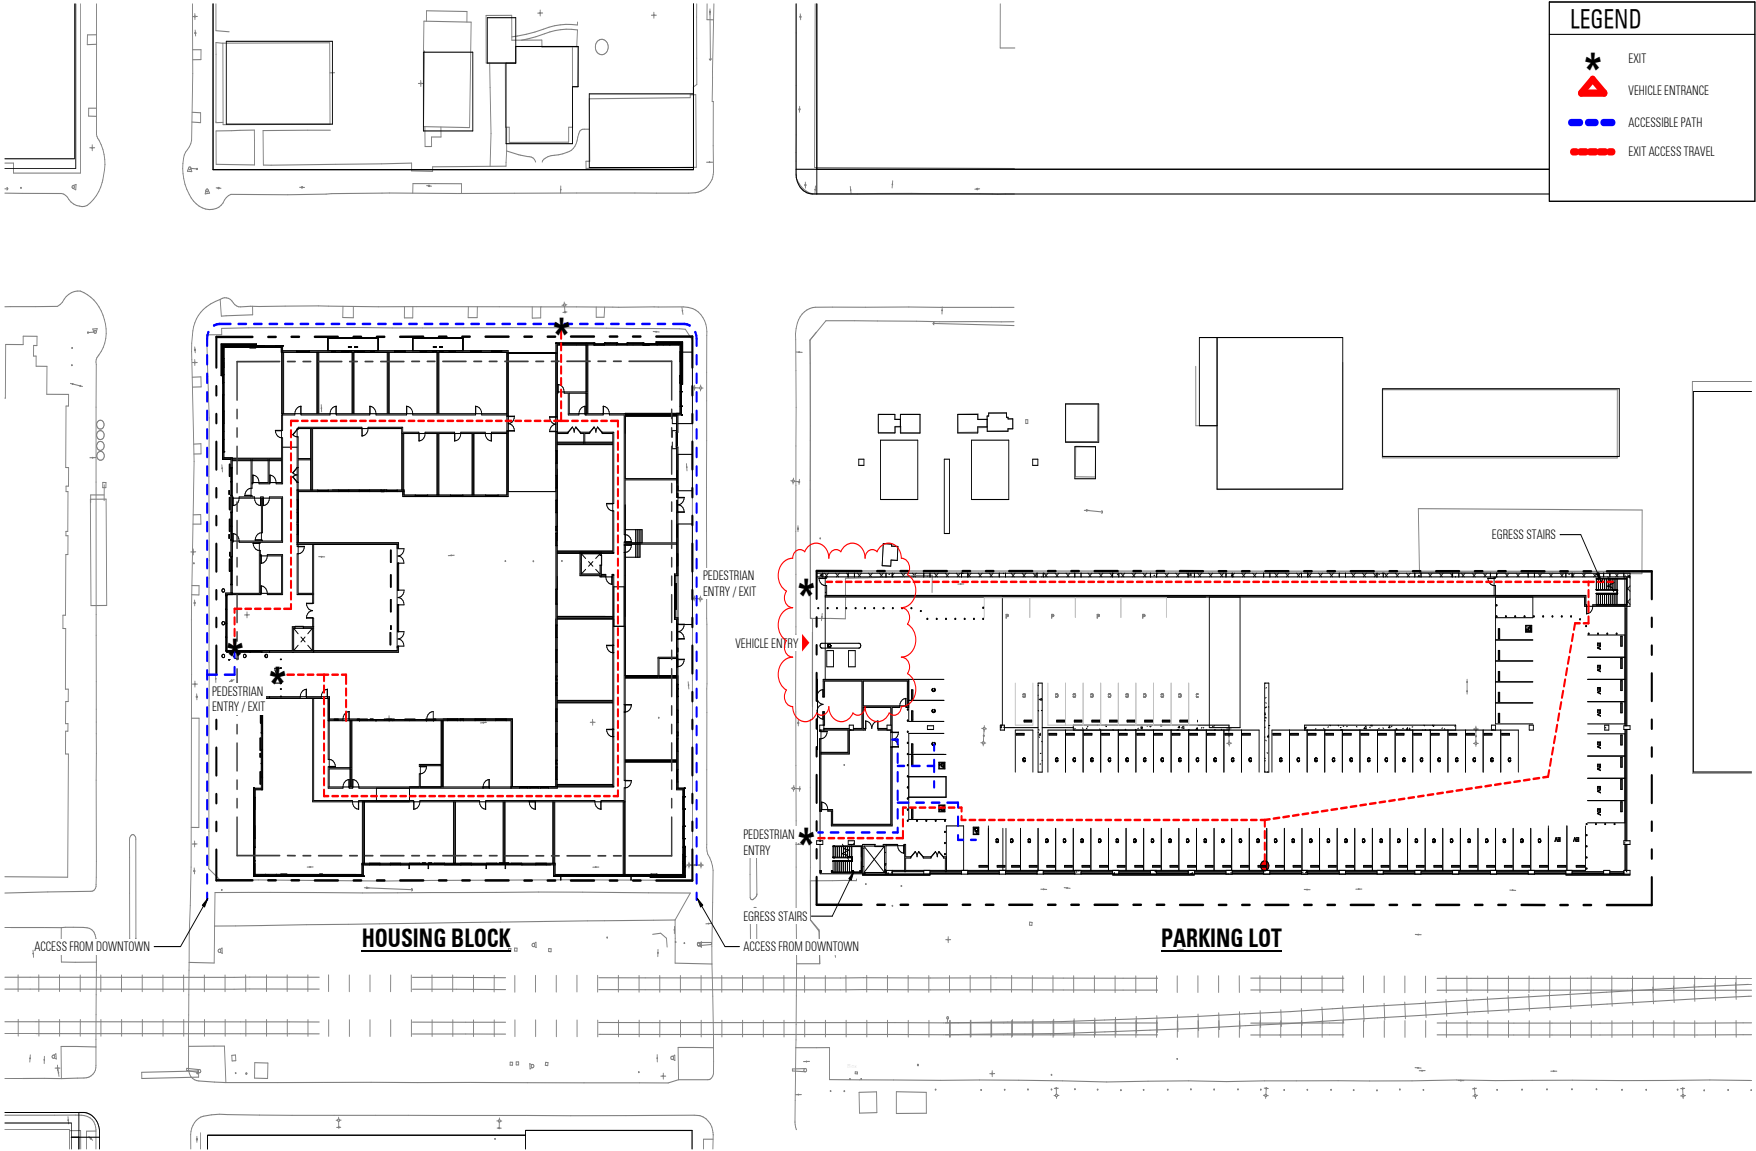 LEGEND
EXIT
VEHICLE ENTRANCE
ACCESSIBLE PATH
EXIT ACCESS TRAVEL
EGRESS STAIRS
PEDESTRIAN
ENTRY / EXIT
VEHICLE ENTRY
PEDESTRIAN
ENTRY / EXIT
PEDESTRIAN
ENTRY
EGRESS STAIRS
ACCESS FROM DOWNTOWN
HOUSING BLOCK
ACCESS FROM DOWNTOWN
PARKING LOT